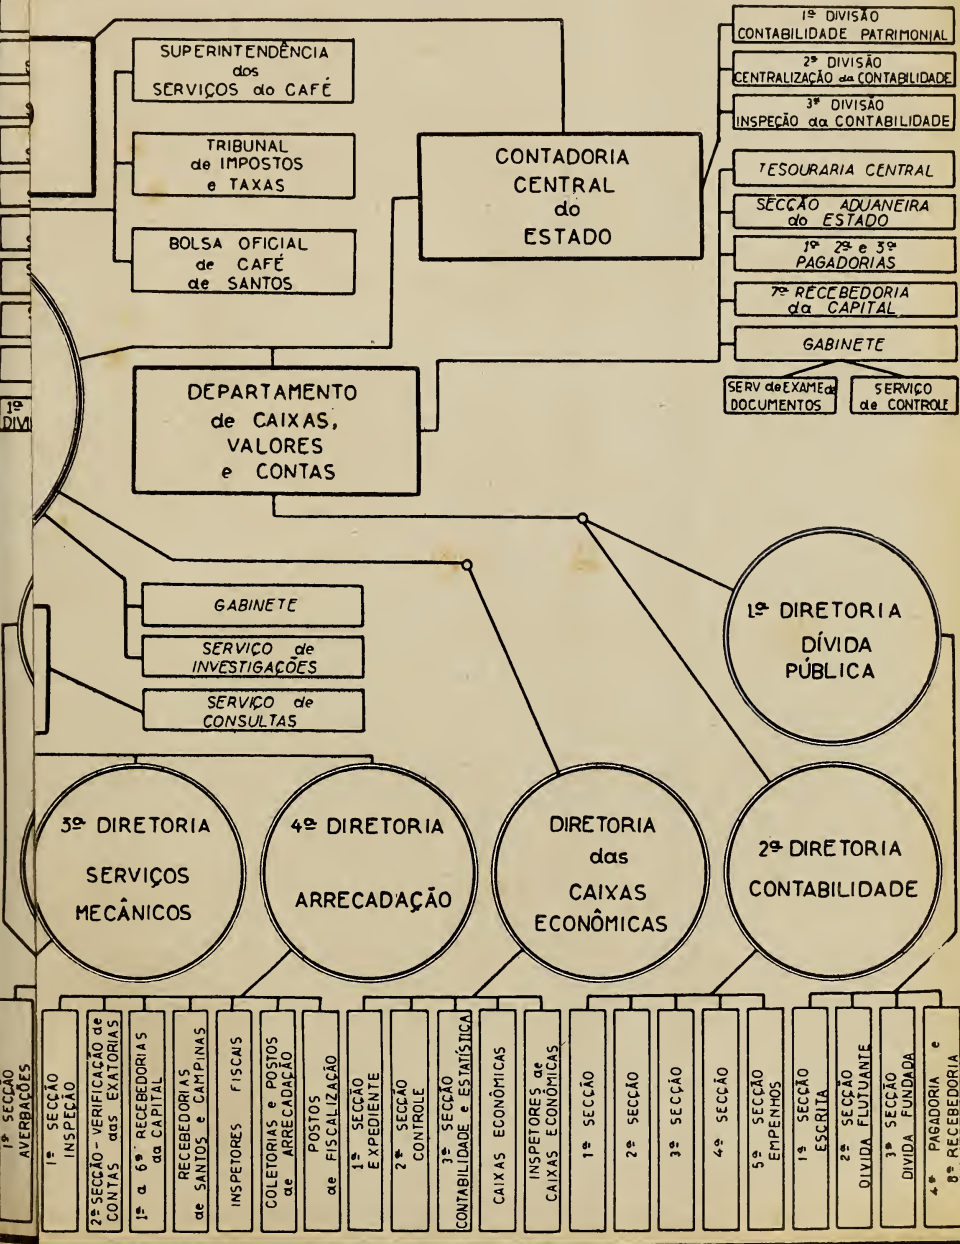 SUPERINTENDÊNCIA
dos
SERVIÇOS do CAFÉ
TRIBUNAL
de IMPOSTOS
e TAXAS
BOLSA OFICIAL
de CAFÉ
de SANTOS
CONTADORIA
CENTRAL
do
ESTADO
1ª DIVISÃO
CONTABILIDADE PATRIMONIAL
2ª DIVISÃO
CENTRALIZAÇÃO da CONTABILIDADE
3ª DIVISÃO
INSPEÇÃO da CONTABILIDADE
TESOURARIA CENTRAL
SECCÃO ADUANEIRA
do ESTADO
1ª 2ª e 3ª
PAGADORIAS
7ª RECEBEDORIA
da CAPITAL
GABINETE
SERV de EXAME de
DOCUMENTOS
SERVIÇO
de CONTROLE
1ª
DIVI
DEPARTAMENTO
de CAIXAS,
VALORES
e CONTAS
GABINETE
SERVIÇO de
INVESTIGAÇÕES
SERVIÇO de
CONSULTAS
1ª DIRETORIA
DÍVIDA
PÚBLICA
3ª DIRETORIA
SERVIÇOS
MECÂNICOS
4ª DIRETORIA
ARRECADAÇÃO
DIRETORIA
das
CAIXAS
ECONÔMICAS
2ª DIRETORIA
CONTABILIDADE
1ª SECÇÃO
AVERBAÇÕES
1ª SECÇÃO
INSPEÇÃO
2ª SECÇÃO - VERIFICAÇÃO de
CONTAS das EXATORIAS
1ª a 6ª RECEBEDORIAS
da CAPITAL
RECEBEDORIAS
de SANTOS e CAMPINAS
INSPETORES FISCAIS
COLETORIAS e POSTOS
de ARRECADAÇÃO
POSTOS
de FISCALIZAÇÃO
1ª SECÇÃO
EXPEDIENTE
2ª SECÇÃO
CONTROLE
3ª SECÇÃO
CONTABILIDADE e ESTATÍSTICA
CAIXAS ECONÔMICAS
INSPETORES de
CAIXAS ECONÔMICAS
1ª SECÇÃO
2ª SECÇÃO
3ª SECÇÃO
4ª SECÇÃO
5ª SECÇÃO
EMPENHOS
1ª SECÇÃO
ESCRITA
2ª SECÇÃO
DIVIDA FLUTUANTE
3ª SECÇÃO
DIVIDA FUNDADA
4ª PAGADORIA e
8ª RECEBEDORIA